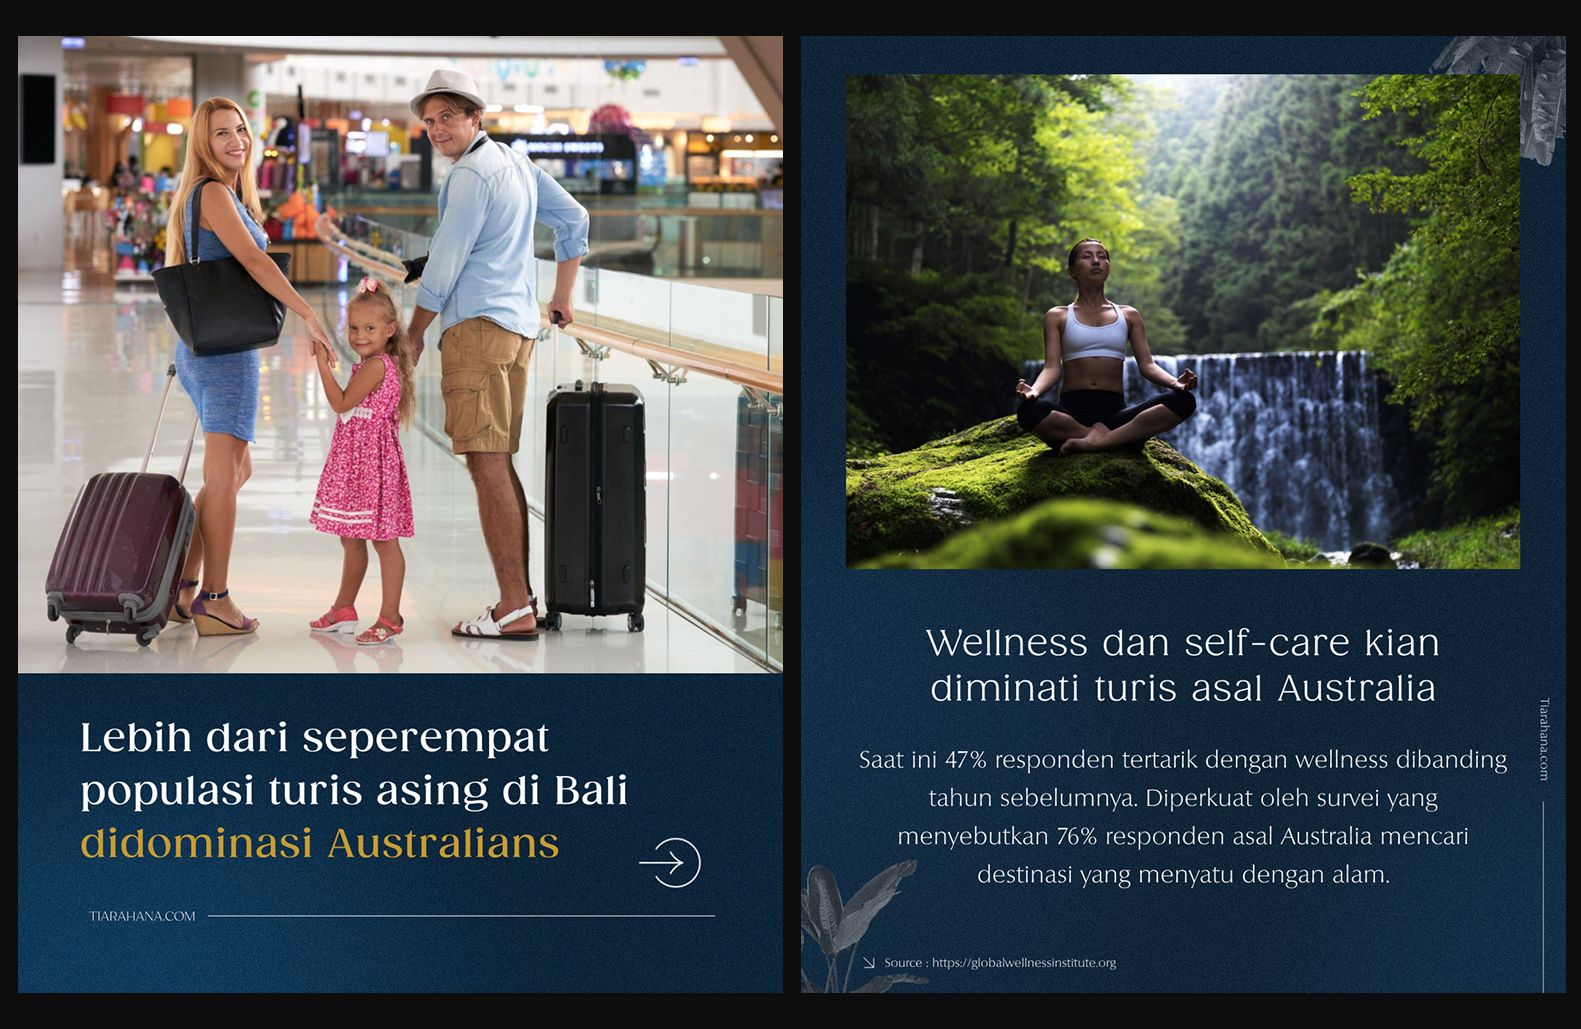 Lebih dari seperempat
populasi turis asing di Bali
didominasi Australians
TIARAHANA.COM
Wellness dan self-care kian
diminati turis asal Australia
Saat ini 47% responden tertarik dengan wellness dibanding
tahun sebelumnya. Diperkuat oleh survei yang
menyebutkan 76% responden asal Australia mencari
destinasi yang menyatu dengan alam.
Tiarahana.com
Source : https://globalwellnessinstitute.org